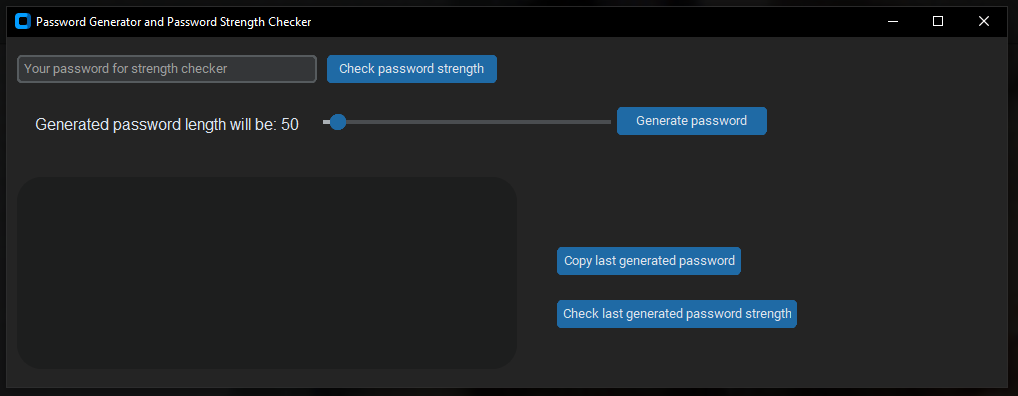 Password Generator and Password Strength Checker
Your password for strength checker
Check password strength
Generated password length will be: 50
Generate password
Copy last generated password
Check last generated password strength